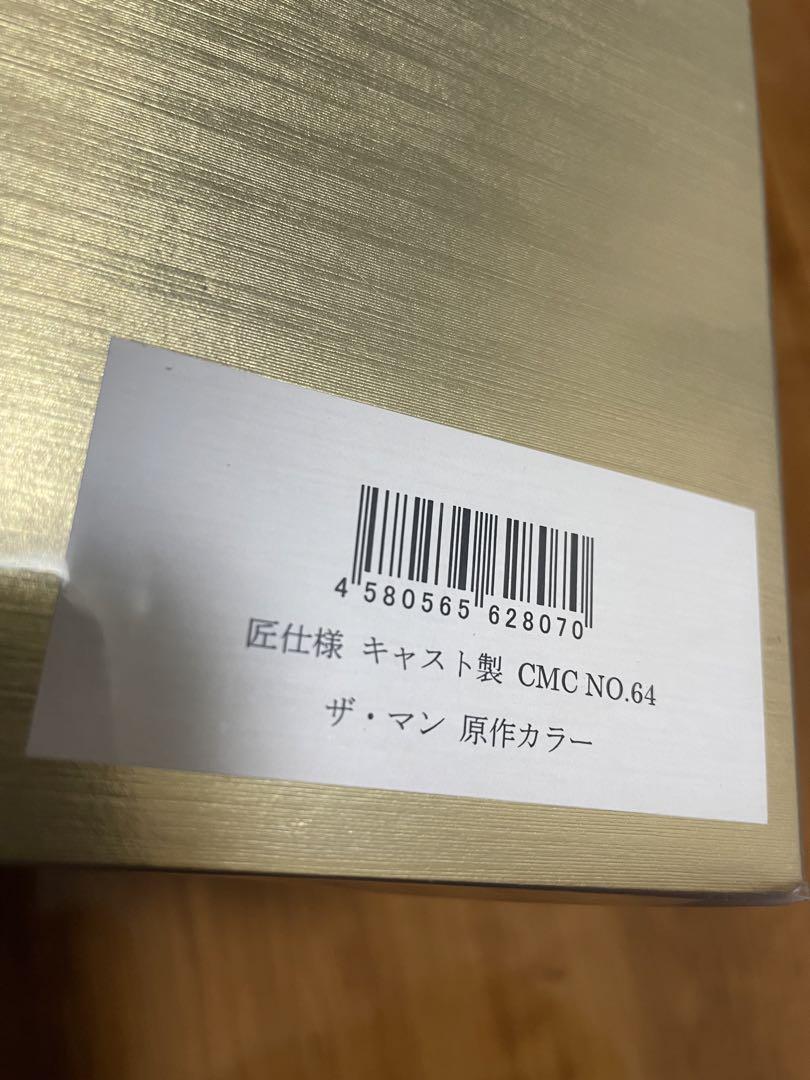 4 580565 628070
匠仕様 キャスト製 CMC NO.64
ザ・マン 原作カラー